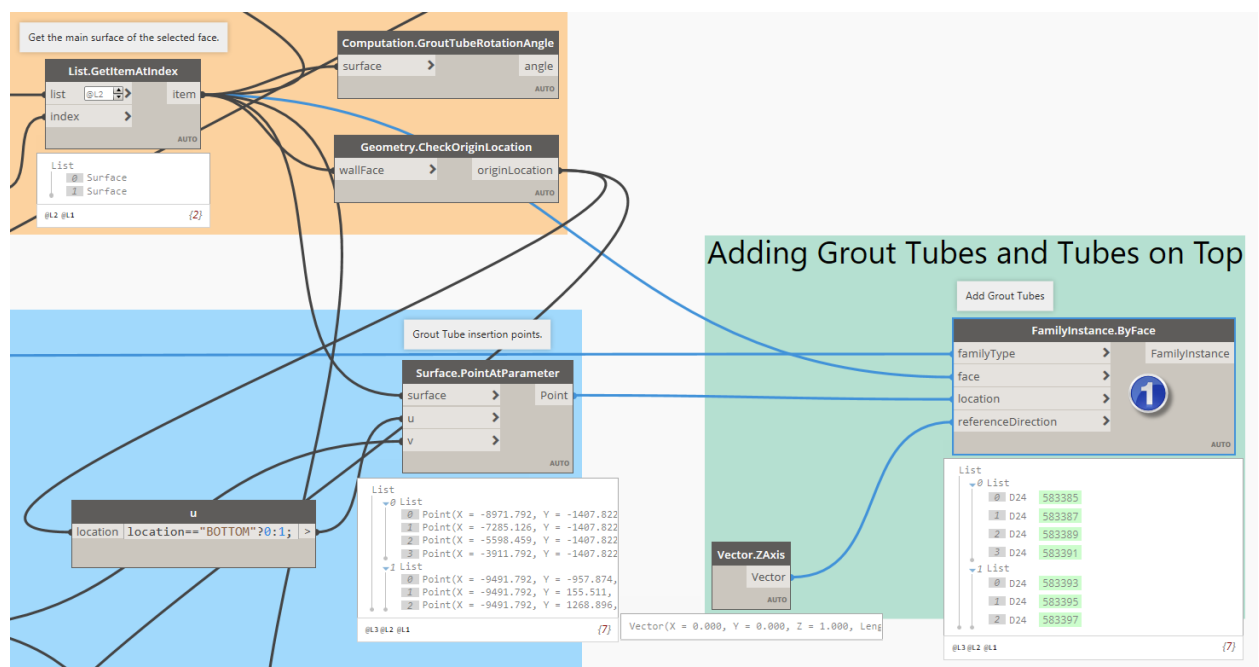 Get the main surface of the selected face.
List.GetItemAtIndex
list @L2 > item
index >
AUTO
List
0 Surface
1 Surface
@L2 @L1 {2}
Computation.GroutTubeRotationAngle
surface > angle
AUTO
Geometry.CheckOriginLocation
wallFace > originLocation
AUTO
Adding Grout Tubes and Tubes on Top
Add Grout Tubes
FamilyInstance.ByFace
familyType > FamilyInstance
face >
location >
referenceDirection >
1
AUTO
Grout Tube insertion points.
Surface.PointAtParameter
surface > Point
u >
v >
AUTO
List
0 List
0 Point(X = -8971.792, Y = -1407.822
1 Point(X = -7285.126, Y = -1407.822
2 Point(X = -5598.459, Y = -1407.822
3 Point(X = -3911.792, Y = -1407.822
1 List
0 Point(X = -9491.792, Y = -957.874,
1 Point(X = -9491.792, Y = 155.511,
2 Point(X = -9491.792, Y = 1268.896,
@L3 @L2 @L1 {7}
u
location location=="BOTTOM"?0:1; >
Vector.ZAxis
Vector
AUTO
Vector(X = 0.000, Y = 0.000, Z = 1.000, Leng
List
0 List
0 D24 583385
1 D24 583387
2 D24 583389
3 D24 583391
1 List
0 D24 583393
1 D24 583395
2 D24 583397
@L3 @L2 @L1 {7}